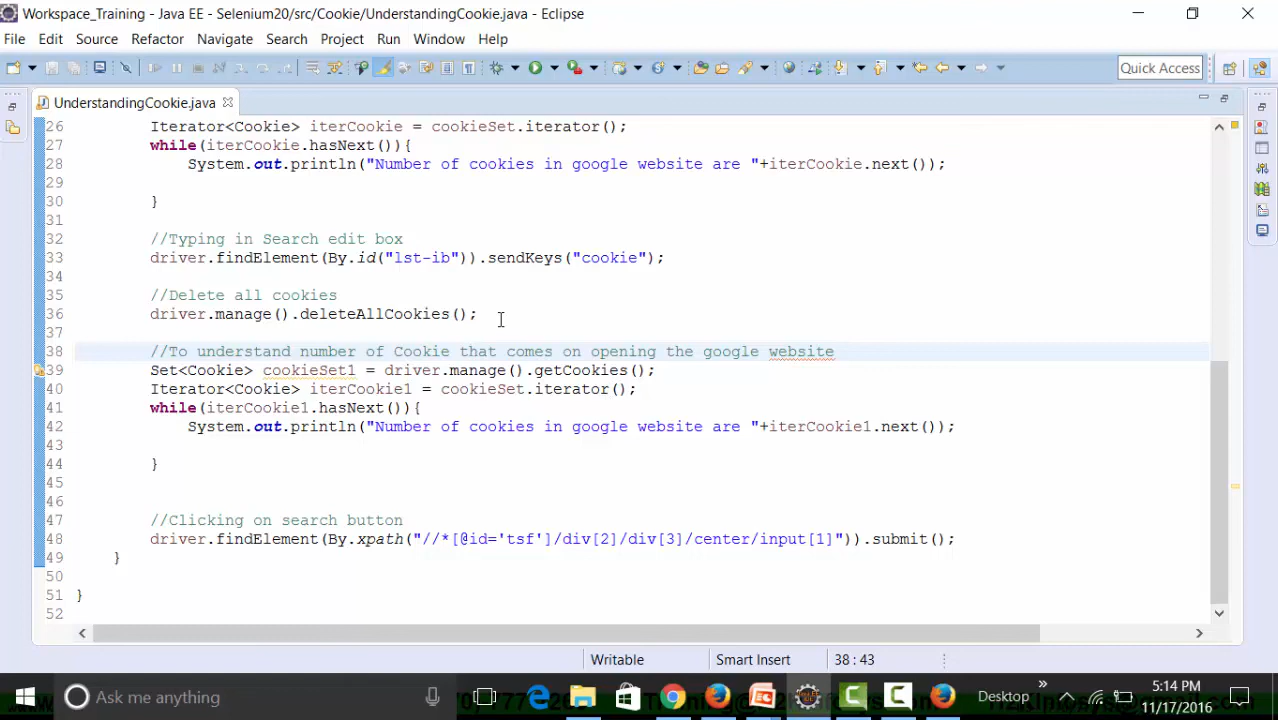 Workspace_Training - Java EE - Selenium20/src/Cookie/UnderstandingCookie.java - Eclipse
File Edit Source Refactor Navigate Search Project Run Window Help
Quick Access
UnderstandingCookie.java
26 Iterator<Cookie> iterCookie = cookieSet.iterator();
27 while(iterCookie.hasNext()){
28 System.out.println("Number of cookies in google website are "+iterCookie.next());
29
30 }
31
32 //Typing in Search edit box
33 driver.findElement(By.id("lst-ib")).sendKeys("cookie");
34
35 //Delete all cookies
36 driver.manage().deleteAllCookies();
37
38 //To understand number of Cookie that comes on opening the google website
39 Set<Cookie> cookieSet1 = driver.manage().getCookies();
40 Iterator<Cookie> iterCookie1 = cookieSet.iterator();
41 while(iterCookie1.hasNext()){
42 System.out.println("Number of cookies in google website are "+iterCookie1.next());
43
44 }
45
46
47 //Clicking on search button
48 driver.findElement(By.xpath("//*[@id='tsf']/div[2]/div[3]/center/input[1]")).submit();
49 }
50
51 }
52
Writable Smart Insert 38 : 43
Ask me anything
Desktop
5:14 PM
11/17/2016